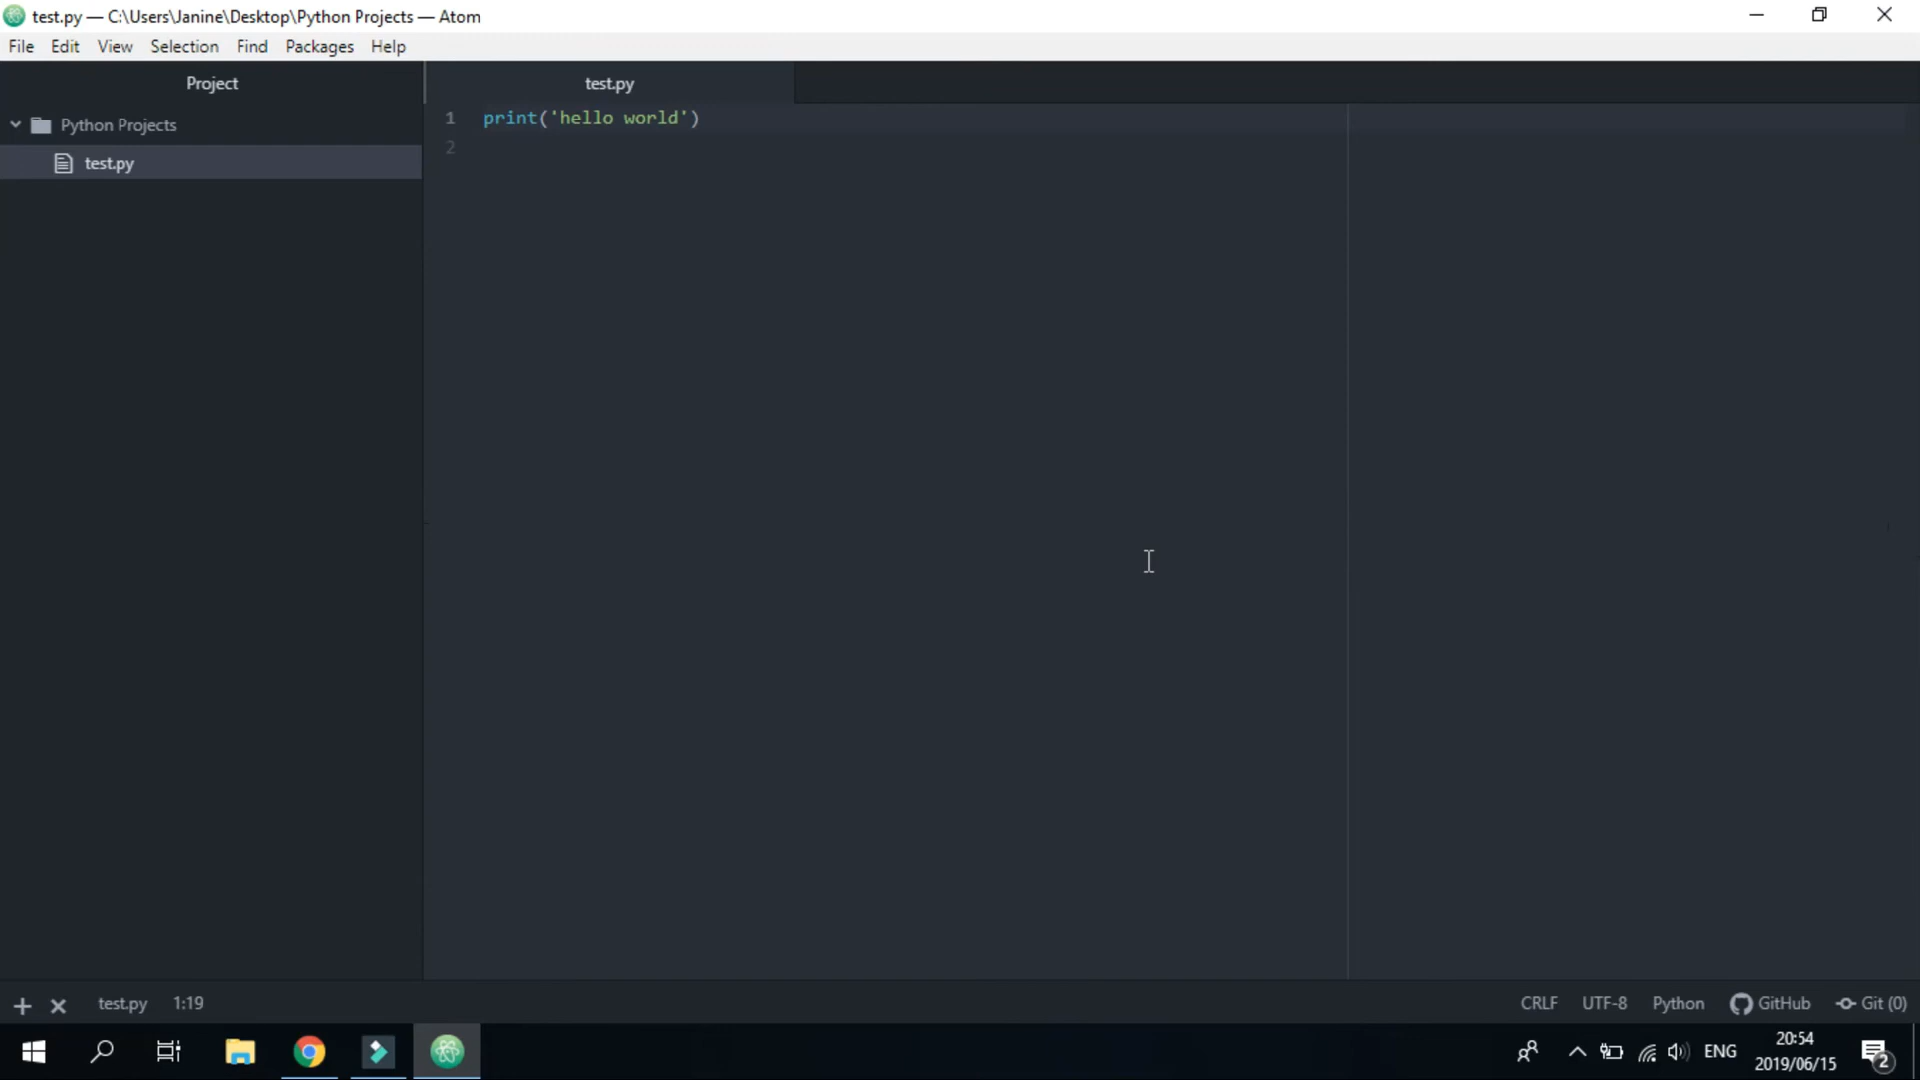 test.py — C:\Users\Janine\Desktop\Python Projects — Atom
File Edit View Selection Find Packages Help
Project
test.py
Python Projects
test.py
1 print('hello world')
2
test.py 1:19
CRLF UTF-8 Python GitHub Git (0)
ENG
20:54
2019/06/15
2